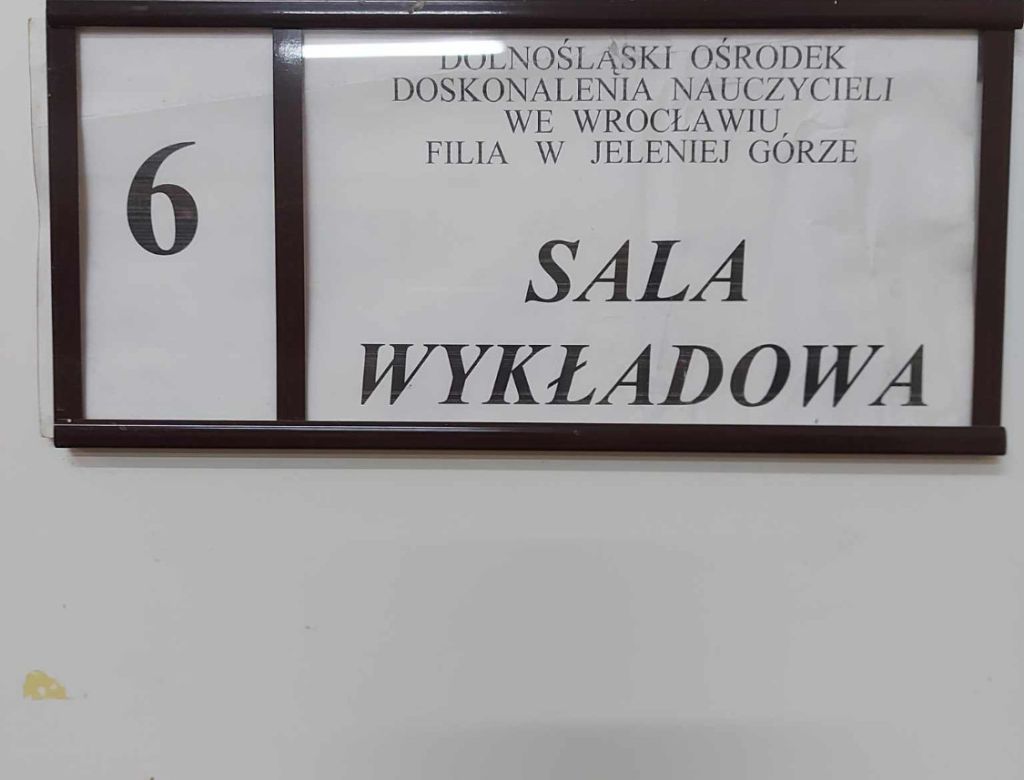 6
DOLNOŚLĄSKI OŚRODEK
DOSKONALENIA NAUCZYCIELI
WE WROCŁAWIU
FILIA W JELENIEJ GÓRZE
SALA
WYKŁADOWA